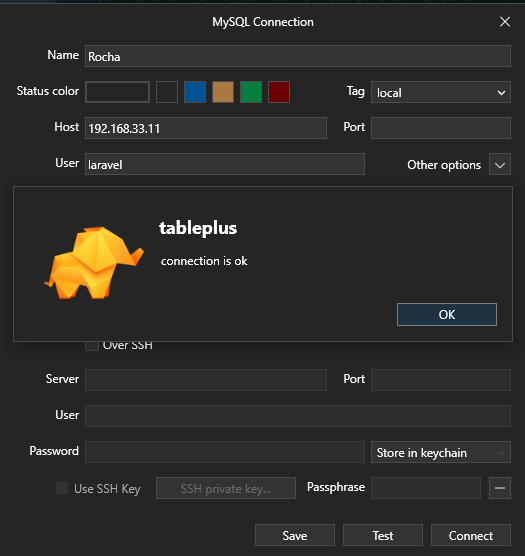 MySQL Connection
Name Rocha
Status color Tag local
Host 192.168.33.11 Port
User laravel Other options
tableplus
connection is ok
OK
Over SSH
Server Port
User
Password Store in keychain
Use SSH Key SSH private key... Passphrase
Save Test Connect